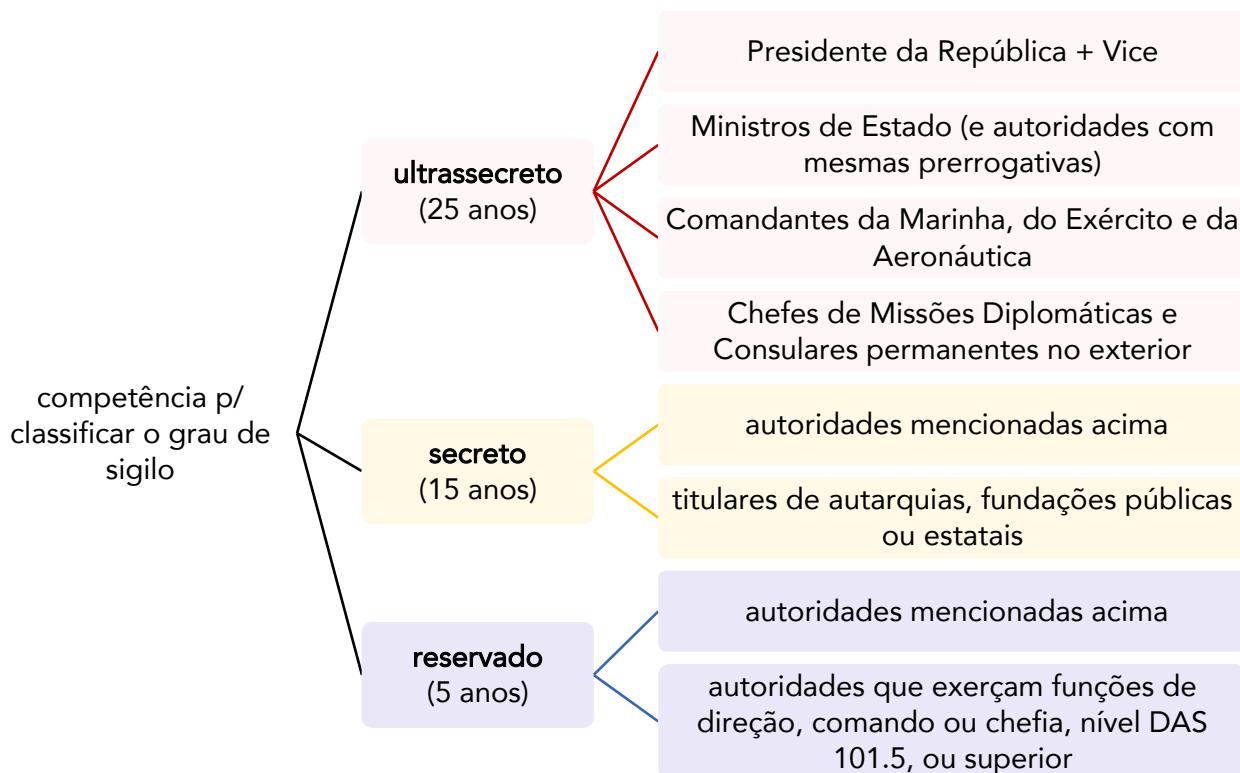 competência p/
classificar o grau de
sigilo
ultrassecreto
(25 anos)
Presidente da República + Vice
Ministros de Estado (e autoridades com
mesmas prerrogativas)
Comandantes da Marinha, do Exército e da
Aeronáutica
Chefes de Missões Diplomáticas e
Consulares permanentes no exterior
secreto
(15 anos)
autoridades mencionadas acima
titulares de autarquias, fundações públicas
ou estatais
reservado
(5 anos)
autoridades mencionadas acima
autoridades que exerçam funções de
direção, comando ou chefia, nível DAS
101.5, ou superior